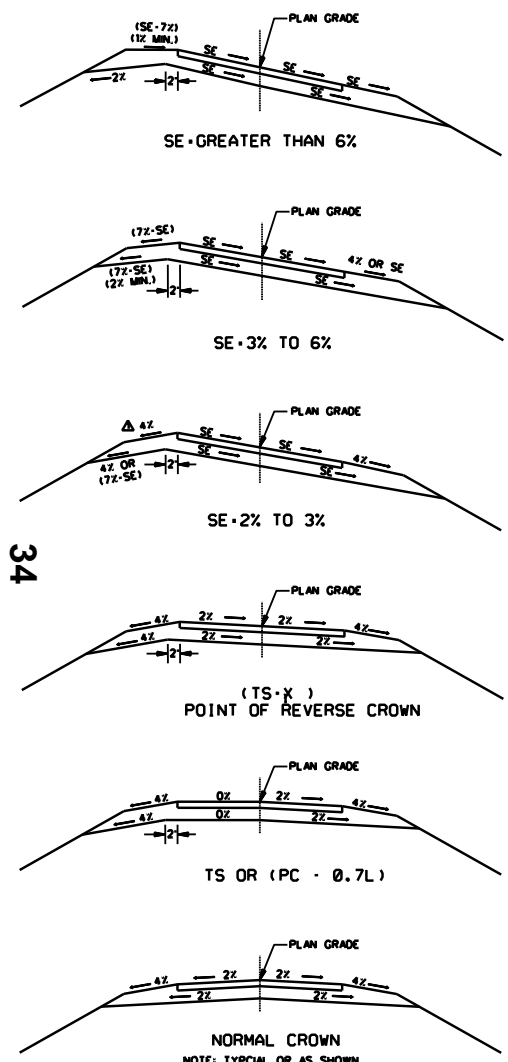 PLAN GRADE
(SE-7%)
(1% MIN.)
SE SE SE
2% 2' SE SE
SE·GREATER THAN 6%
PLAN GRADE
(7%-SE) SE SE 4% OR SE
(7%-SE)
(2% MIN.)
2' SE SE
SE·3% TO 6%
PLAN GRADE
4% SE SE 4%
4% OR
(7%-SE)
2' SE SE
SE·2% TO 3%
34
PLAN GRADE
4% 2% 2% 4%
4% 2' 2% 2%
(TS·X )
POINT OF REVERSE CROWN
PLAN GRADE
4% 0% 2% 4%
4% 2' 0% 2%
TS OR (PC - 0.7L)
PLAN GRADE
4% 2% 2% 4%
2% 2%
NORMAL CROWN
NOTE: TYPCIAL OR AS SHOWN